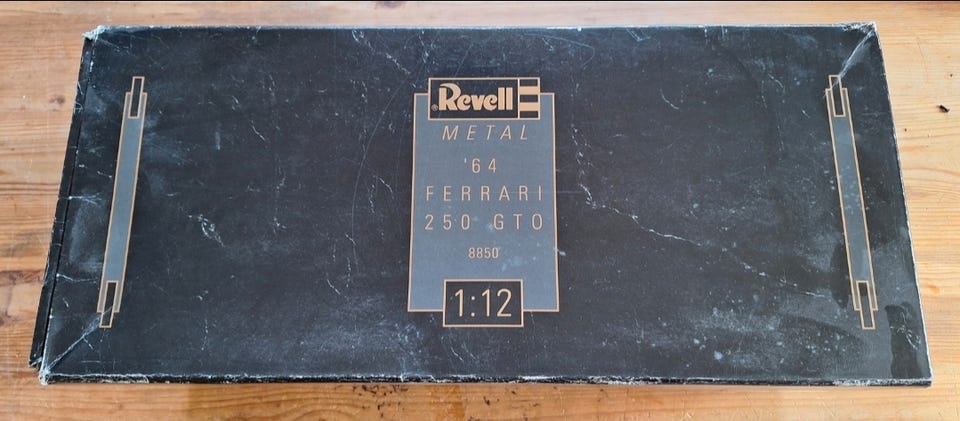 ® Revell
METAL
'64
FERRARI
250 GTO
8850
1:12